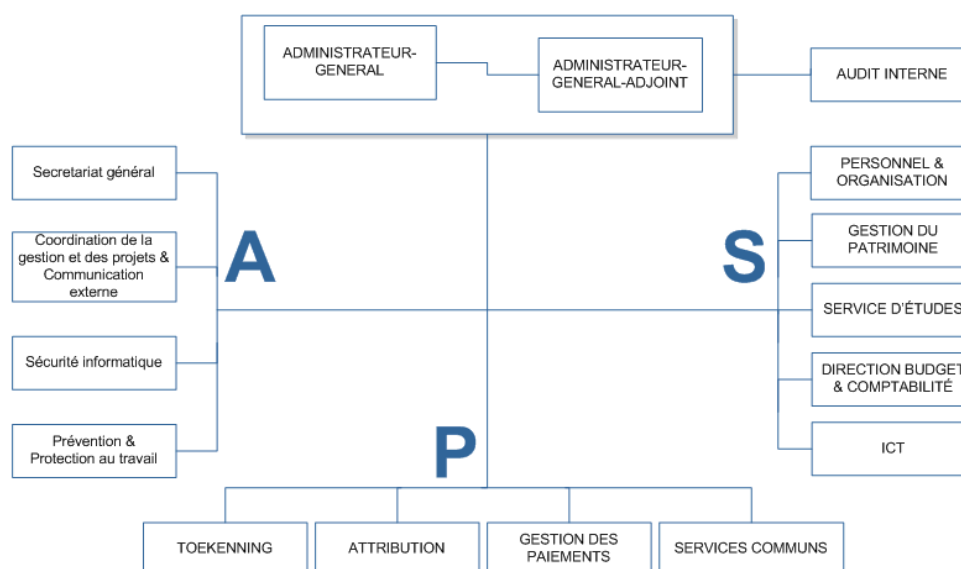 ADMINISTRATEUR-
GENERAL
ADMINISTRATEUR-
GENERAL-ADJOINT
AUDIT INTERNE
Secretariat général
Coordination de la
gestion et des projets &
Communication
externe
Sécurité informatique
Prévention &
Protection au travail
A
S
PERSONNEL &
ORGANISATION
GESTION DU
PATRIMOINE
SERVICE D'ÉTUDES
DIRECTION BUDGET
& COMPTABILITÉ
ICT
P
TOEKENNING
ATTRIBUTION
GESTION DES
PAIEMENTS
SERVICES COMMUNS